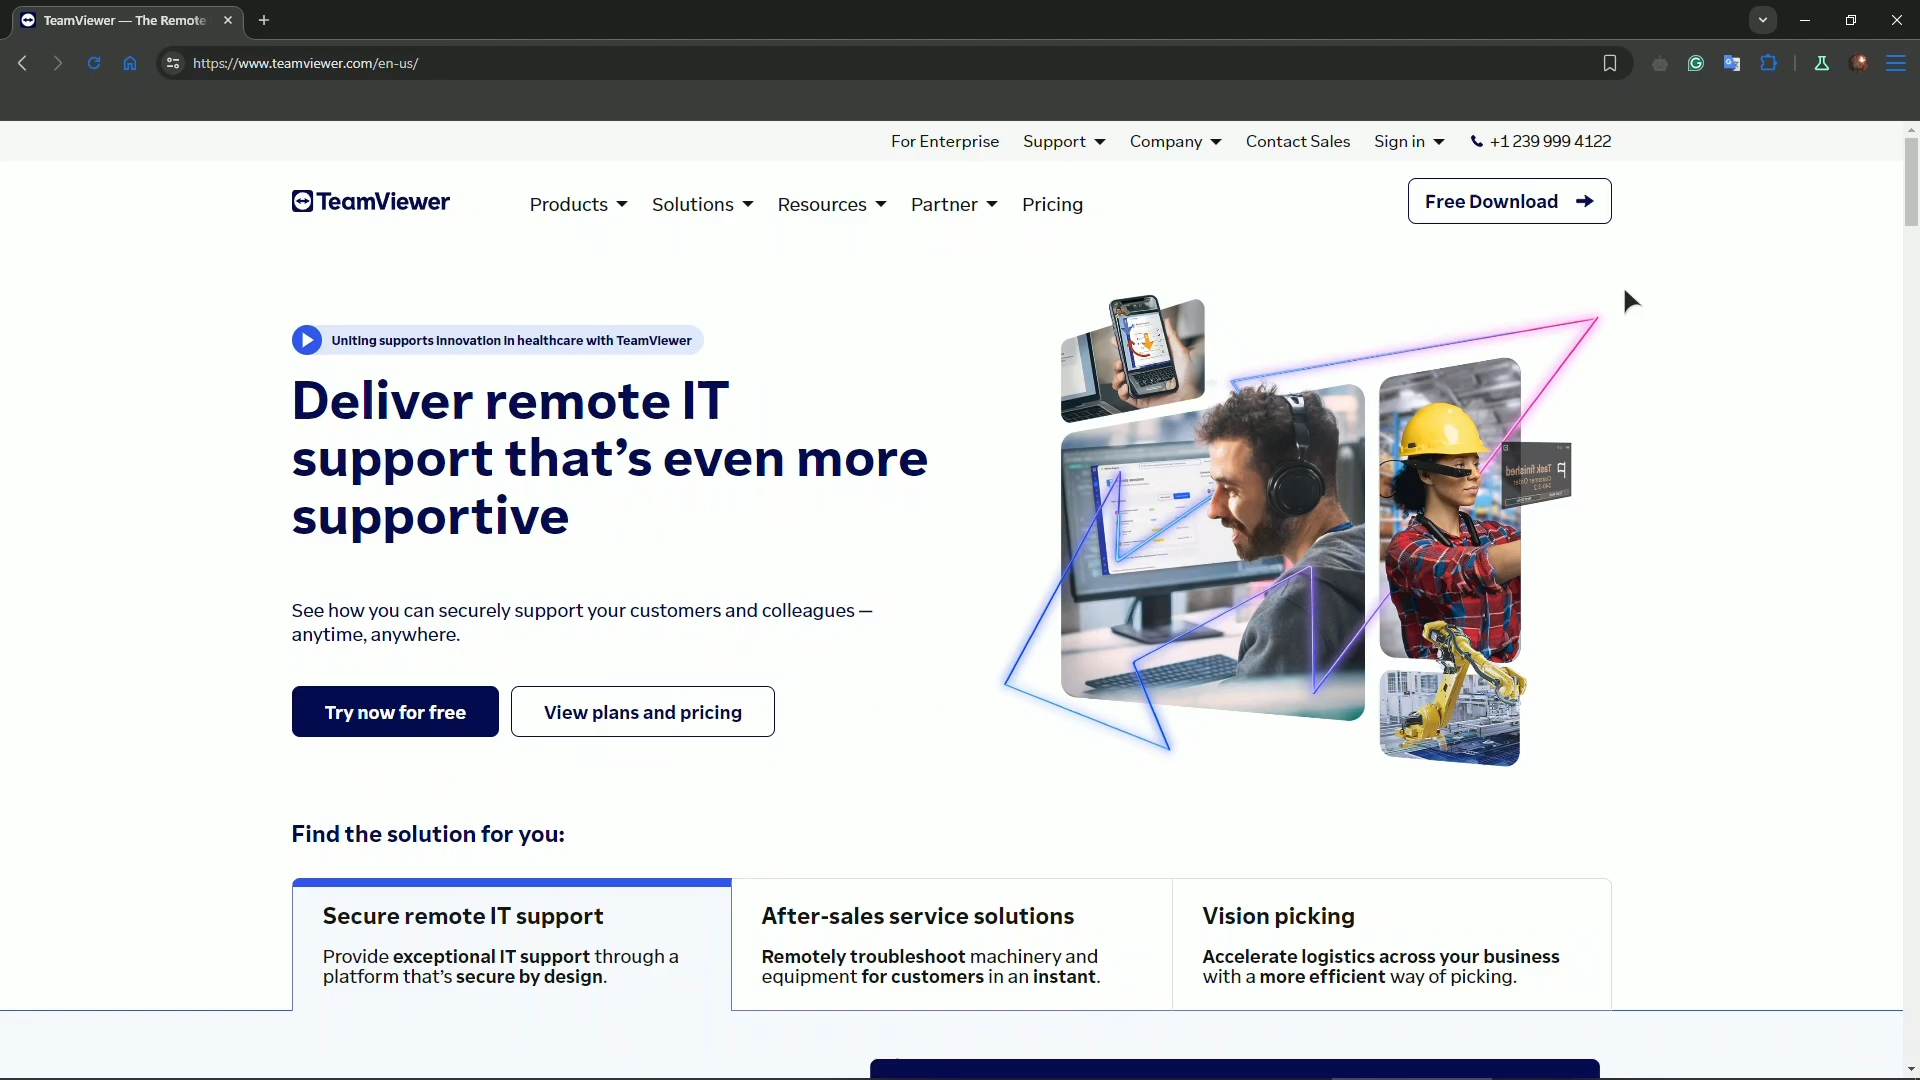 TeamViewer — The Remote
https://www.teamviewer.com/en-us/
For Enterprise Support Company Contact Sales Sign in +1 239 999 4122
TeamViewer Products Solutions Resources Partner Pricing Free Download
Uniting supports innovation in healthcare with TeamViewer
Deliver remote IT
support that's even more
supportive
Task finished
Customer Order
See how you can securely support your customers and colleagues —
anytime, anywhere.
Try now for free View plans and pricing
Find the solution for you:
Secure remote IT support
Provide exceptional IT support through a
platform that's secure by design.
After-sales service solutions
Remotely troubleshoot machinery and
equipment for customers in an instant.
Vision picking
Accelerate logistics across your business
with a more efficient way of picking.